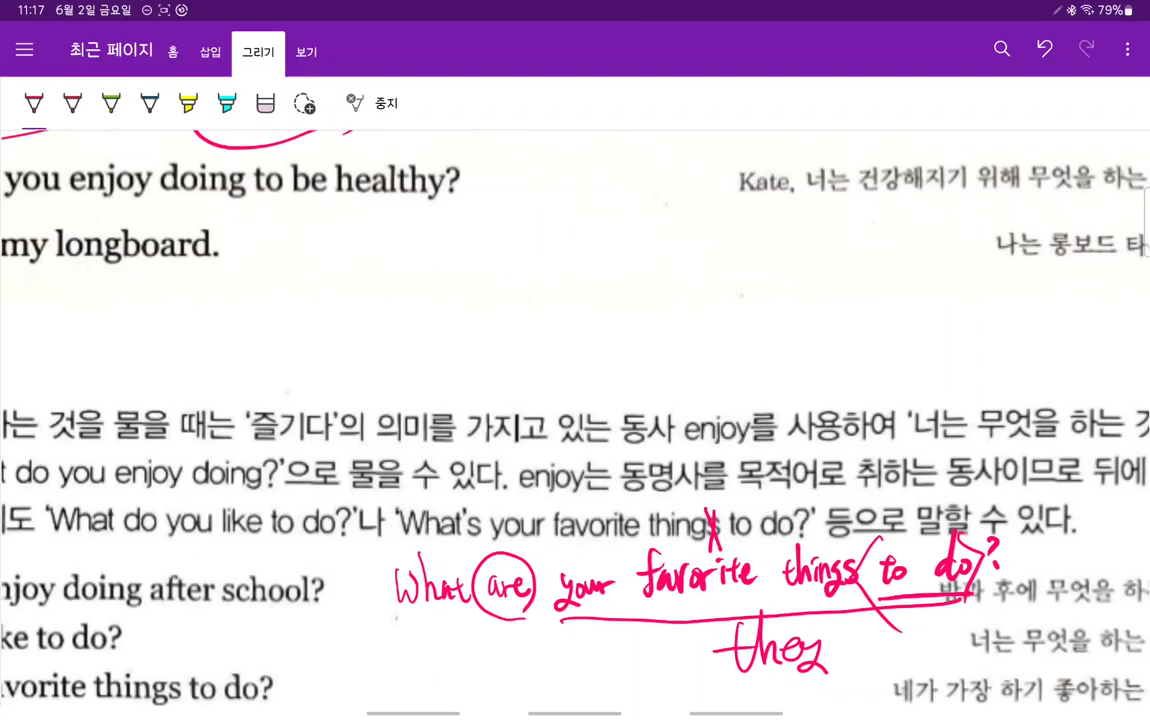 11:17 6월 2일 금요일 79%
최근 페이지 홈 삽입 그리기 보기
중지
you enjoy doing to be healthy? Kate, 너는 건강해지기 위해 무엇을 하는
my longboard. 나는 롱보드 타
하는 것을 물을 때는 '즐기다'의 의미를 가지고 있는 동사 enjoy를 사용하여 '너는 무엇을 하는
t do you enjoy doing?'으로 물을 수 있다. enjoy는 동명사를 목적어로 취하는 동사이므로 뒤에
도 'What do you like to do?'나 'What's your favorite things to do?' 등으로 말할 수 있다.
What are your favorite things to do?
njoy doing after school? 방과 후에 무엇을 하
they
ke to do? 너는 무엇을 하는
vorite things to do? 네가 가장 하기 좋아하는